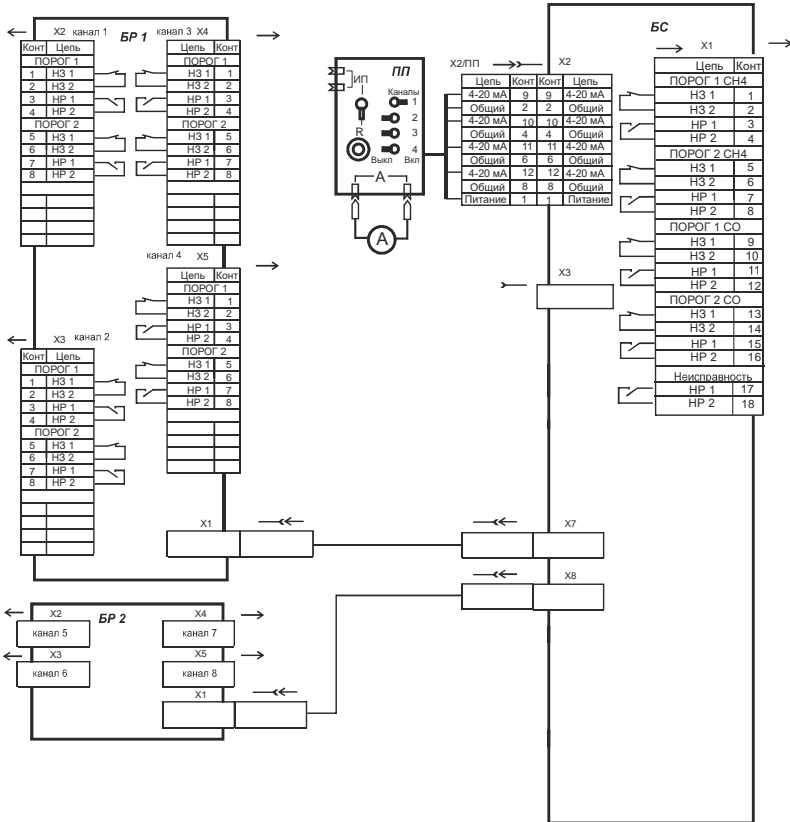 БР 1
X2 канал 1
Конт Цепь
ПОРОГ 1
1 НЗ 1
2 НЗ 2
3 НР 1
4 НР 2
ПОРОГ 2
5 НЗ 1
6 НЗ 2
7 НР 1
8 НР 2
канал 3 X4
Цепь Конт
ПОРОГ 1
НЗ 1 1
НЗ 2 2
НР 1 3
НР 2 4
ПОРОГ 2
НЗ 1 5
НЗ 2 6
НР 1 7
НР 2 8
X3 канал 2
Конт Цепь
ПОРОГ 1
1 НЗ 1
2 НЗ 2
3 НР 1
4 НР 2
ПОРОГ 2
5 НЗ 1
6 НЗ 2
7 НР 1
8 НР 2
канал 4 X5
Цепь Конт
ПОРОГ 1
НЗ 1 1
НЗ 2 2
НР 1 3
НР 2 4
ПОРОГ 2
НЗ 1 5
НЗ 2 6
НР 1 7
НР 2 8
X1
ПП
ИП
Каналы
1
2
R
3
4
Выкл Вкл
А
А
X2/ПП X2
Цепь Конт Конт Цепь
4-20 мА 9 9 4-20 мА
Общий 2 2 Общий
4-20 мА 10 10 4-20 мА
Общий 4 4 Общий
4-20 мА 11 11 4-20 мА
Общий 6 6 Общий
4-20 мА 12 12 4-20 мА
Общий 8 8 Общий
Питание 1 1 Питание
X3
X7
X8
БС
X1
Цепь Конт
ПОРОГ 1 СН4
НЗ 1 1
НЗ 2 2
НР 1 3
НР 2 4
ПОРОГ 2 СН4
НЗ 1 5
НЗ 2 6
НР 1 7
НР 2 8
ПОРОГ 1 СО
НЗ 1 9
НЗ 2 10
НР 1 11
НР 2 12
ПОРОГ 2 СО
НЗ 1 13
НЗ 2 14
НР 1 15
НР 2 16
Неисправность
НР 1 17
НР 2 18
БР 2
X2
канал 5
X3
канал 6
X4
канал 7
X5
канал 8
X1